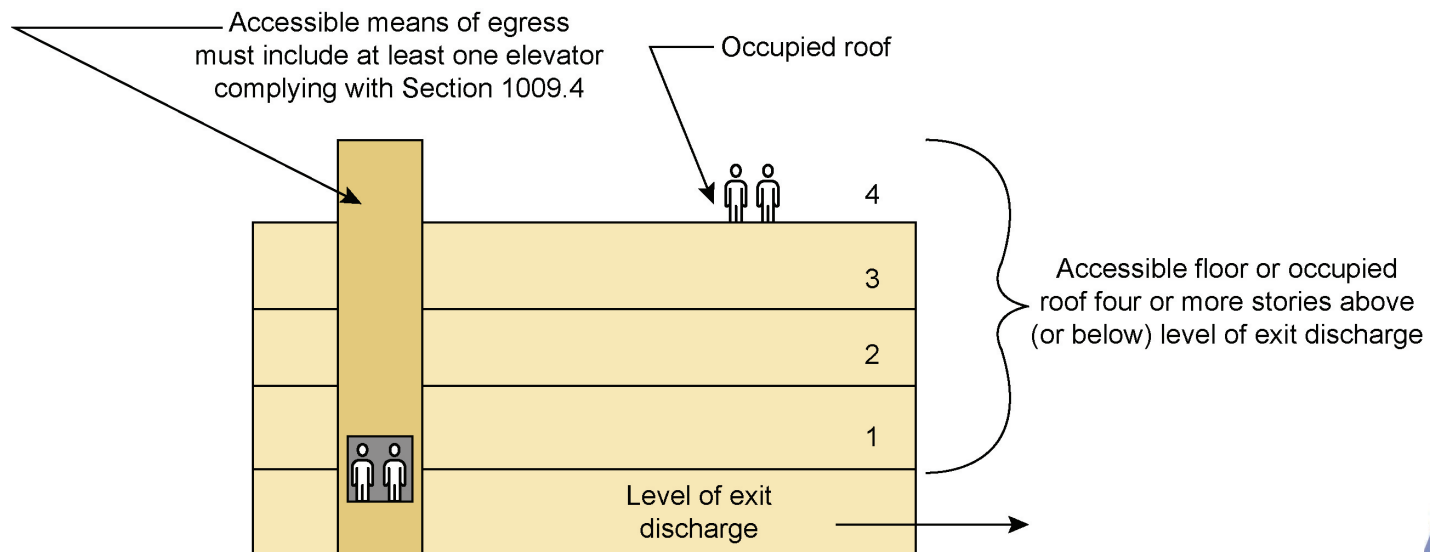 Accessible means of egress
must include at least one elevator
complying with Section 1009.4
Occupied roof
4
3
2
1
Accessible floor or occupied
roof four or more stories above
(or below) level of exit discharge
Level of exit
discharge